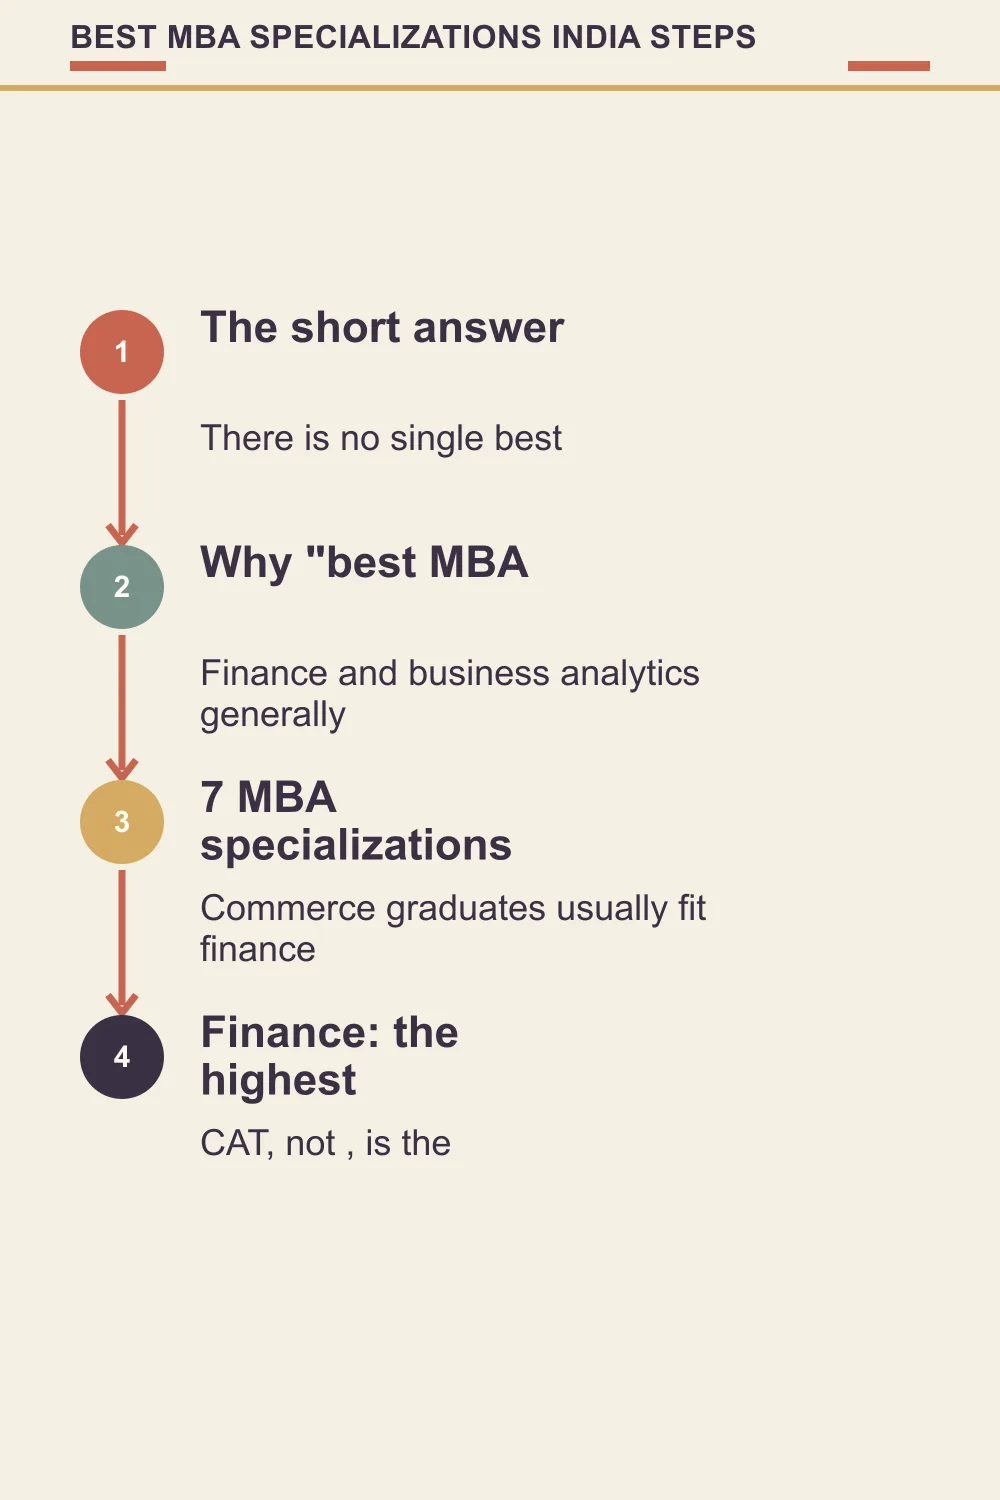 BEST MBA SPECIALIZATIONS INDIA STEPS
1
The short answer
There is no single best
2
Why "best MBA
Finance and business analytics
generally
3
7 MBA
specializations
Commerce graduates usually fit
finance
4
Finance: the
highest
CAT, not , is the